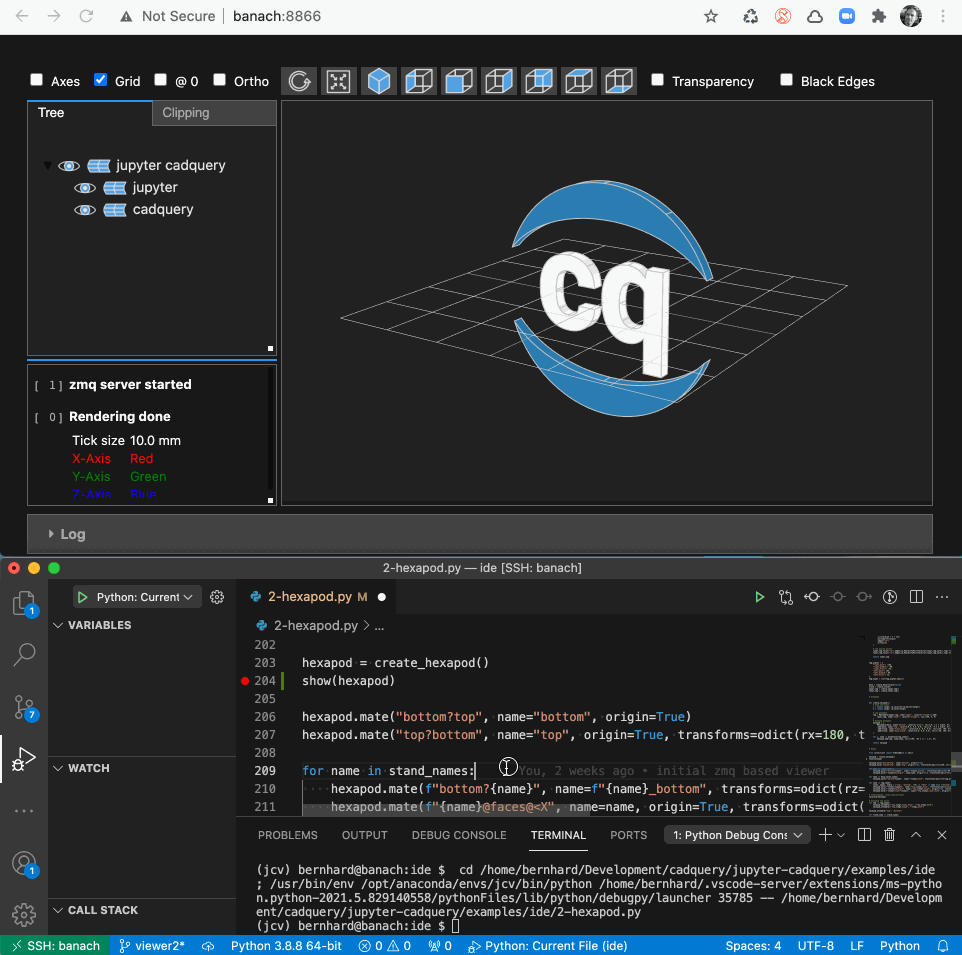 Not Secure | banach:8866
Axes Grid @ 0 Ortho Transparency Black Edges
Tree Clipping
jupyter cadquery
jupyter
cadquery
cq
[ 1] zmq server started
[ 0] Rendering done
Tick size 10.0 mm
X-Axis Red
Y-Axis Green
Z-Axis Blue
Log
2-hexapod.py — ide [SSH: banach]
Python: Current
2-hexapod.py M
VARIABLES
2-hexapod.py > ...
202
203 hexapod = create_hexapod()
204 show(hexapod)
205
206 hexapod.mate("bottom?top", name="bottom", origin=True)
207 hexapod.mate("top?bottom", name="top", origin=True, transforms=odict(rx=180, t
208
209 for name in stand_names: You, 2 weeks ago • initial zmq based viewer
210 hexapod.mate(f"bottom?{name}", name=f"{name}_bottom", transforms=odict(rz=
211 hexapod.mate(f"{name}@faces@<X", name=name, origin=True, transforms=odict(
1
7
1
WATCH
CALL STACK
PROBLEMS OUTPUT DEBUG CONSOLE TERMINAL PORTS 1: Python Debug Cons
(jcv) bernhard@banach:ide $ cd /home/bernhard/Development/cadquery/jupyter-cadquery/examples/ide
; /usr/bin/env /opt/anaconda/envs/jcv/bin/python /home/bernhard/.vscode-server/extensions/ms-pytho
n.python-2021.5.829140558/pythonFiles/lib/python/debugpy/launcher 35785 -- /home/bernhard/Develop
ment/cadquery/jupyter-cadquery/examples/ide/2-hexapod.py
(jcv) bernhard@banach:ide $
SSH: banach viewer2* Python 3.8.8 64-bit 0 0 0 Python: Current File (ide) Spaces: 4 UTF-8 LF Python